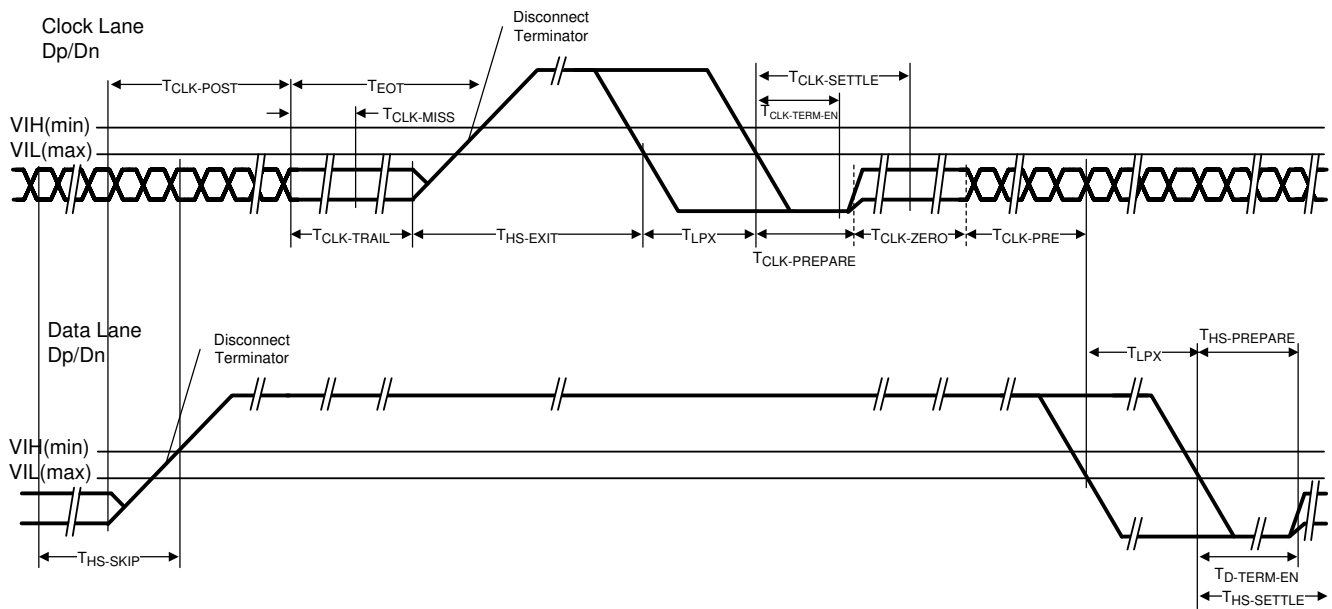 Clock Lane
Dp/Dn
Disconnect
Terminator
TCLK-POST
TEOT
TCLK-SETTLE
TCLK-MISS
TCLK-TERM-EN
VIH(min)
VIL(max)
TCLK-TRAIL
THS-EXIT
TLPX
TCLK-ZERO
TCLK-PRE
TCLK-PREPARE
Data Lane
Dp/Dn
Disconnect
Terminator
TLPX
THS-PREPARE
VIH(min)
VIL(max)
THS-SKIP
TD-TERM-EN
THS-SETTLE